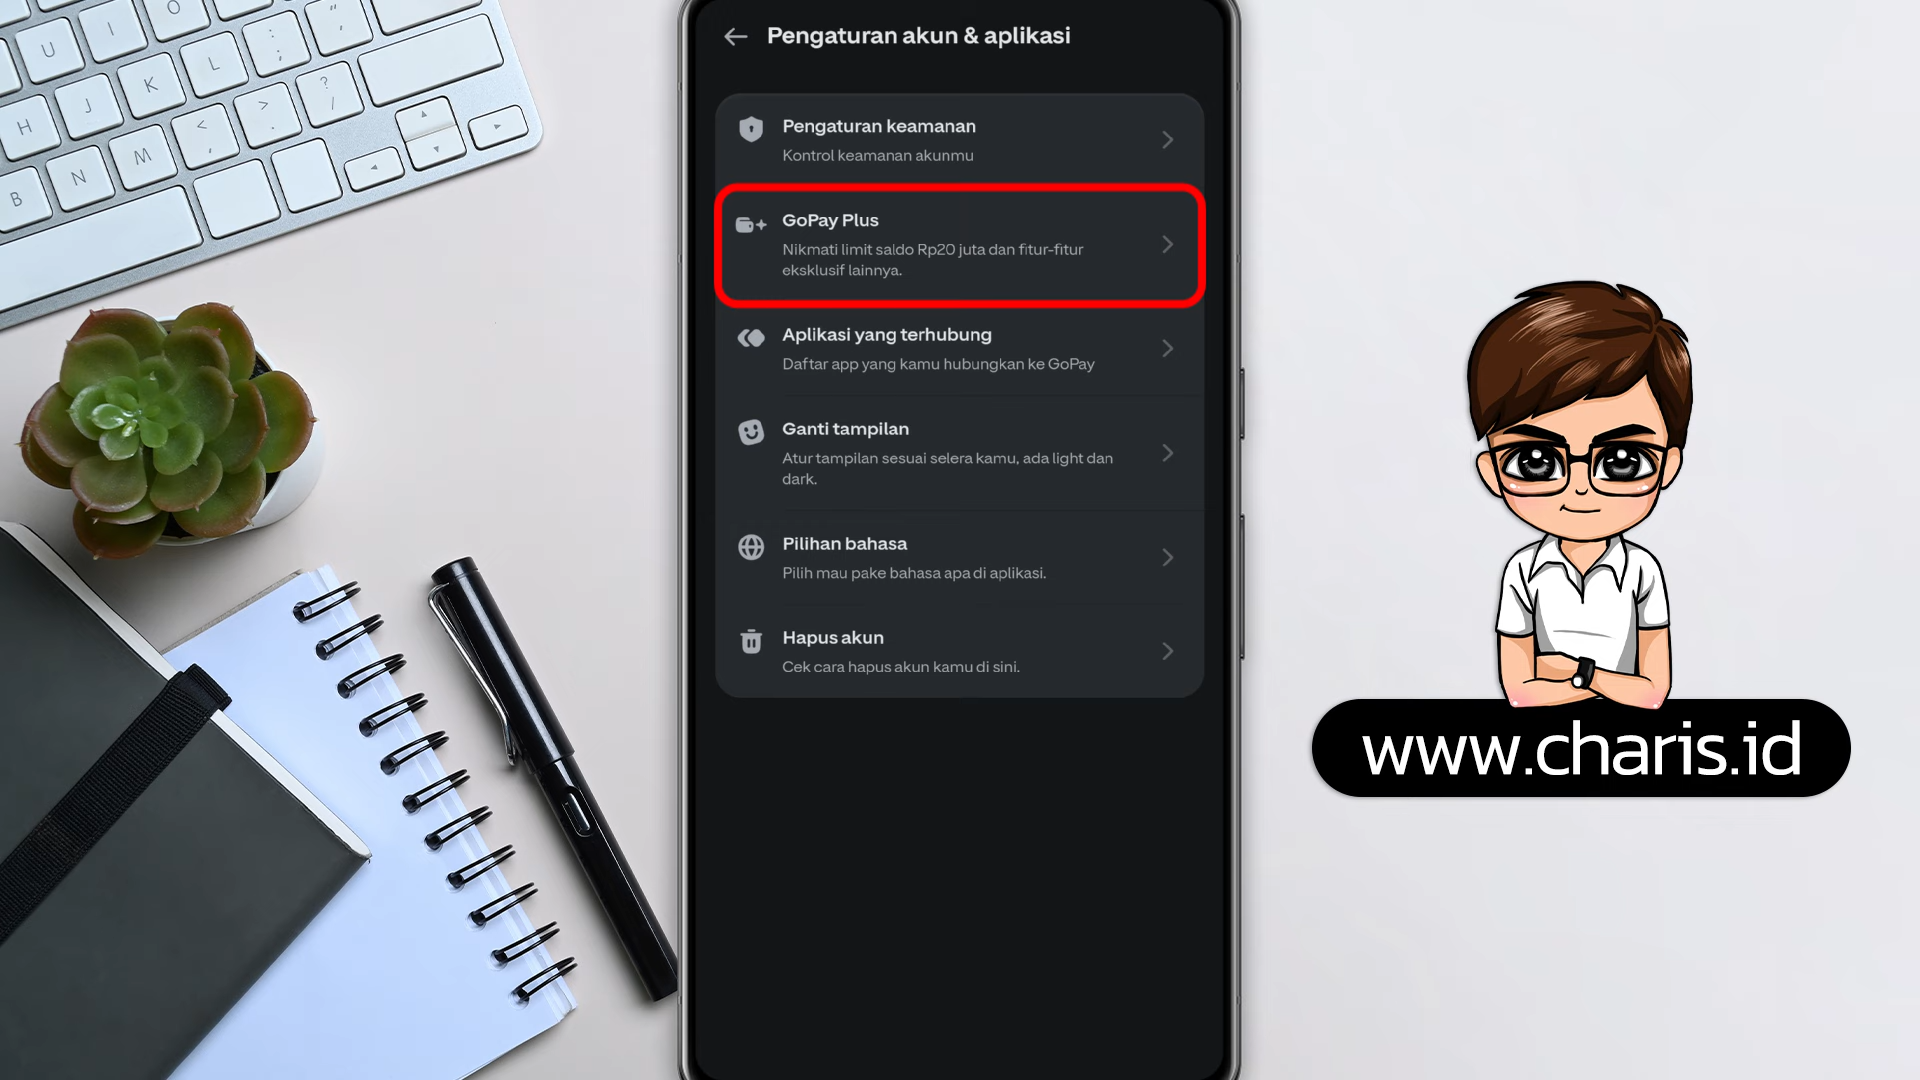 Pengaturan akun & aplikasi
Pengaturan keamanan
Kontrol keamanan akunmu
GoPay Plus
Nikmati limit saldo Rp20 juta dan fitur-fitur
eksklusif lainnya.
Aplikasi yang terhubung
Daftar app yang kamu hubungkan ke GoPay
Ganti tampilan
Atur tampilan sesuai selera kamu, ada light dan
dark.
Pilihan bahasa
Pilih mau pake bahasa apa di aplikasi.
Hapus akun
Cek cara hapus akun kamu di sini.
www.charis.id
U I O
H J K L : ; " '
B N M < , > . ? /